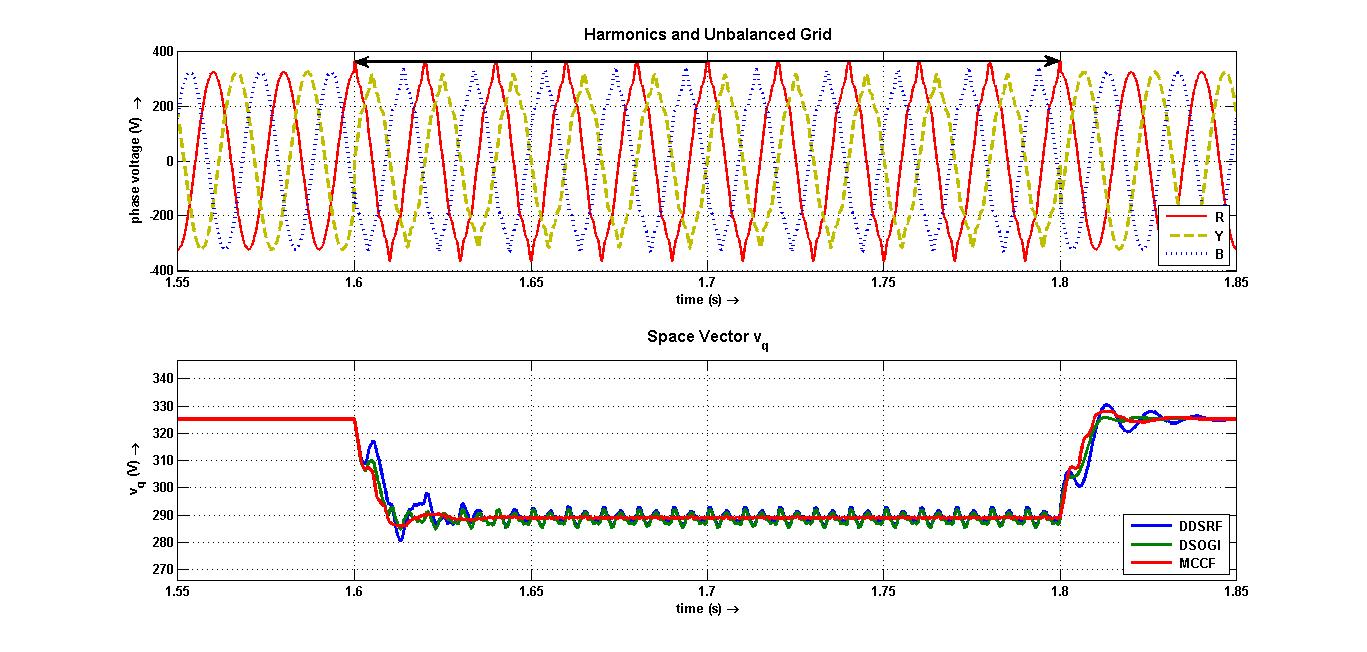 Harmonics and Unbalanced Grid
phase voltage (V) →
400
200
0
-200
-400
1.55
1.6
1.65
1.7
1.75
1.8
1.85
time (s) →
R
Y
B
Space Vector vq
vq (V) →
340
330
320
310
300
290
280
270
1.55
1.6
1.65
1.7
1.75
1.8
1.85
time (s) →
DDSRF
DSOGI
MCCF